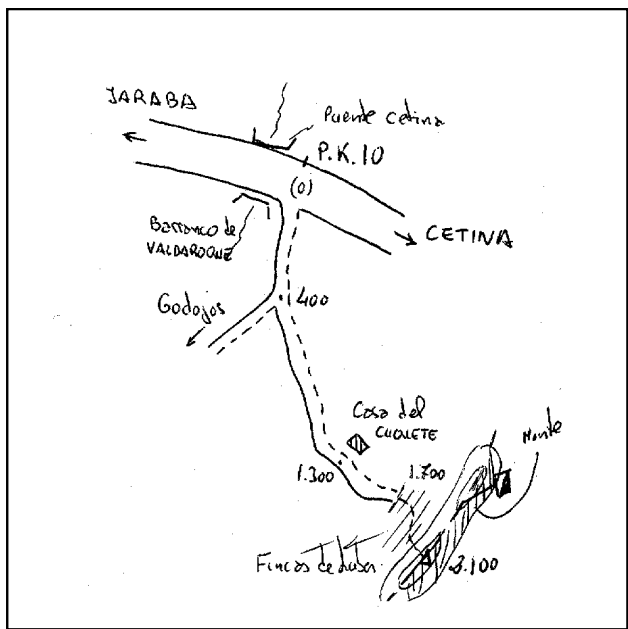 JARABA
Puente Cetina
P.K.10
(0)
Barranco de
VALDAROQUE
CETINA
Godojos
400
Casa del
CHOLETE
Monte
1.300
1.700
Fincas de
3.100